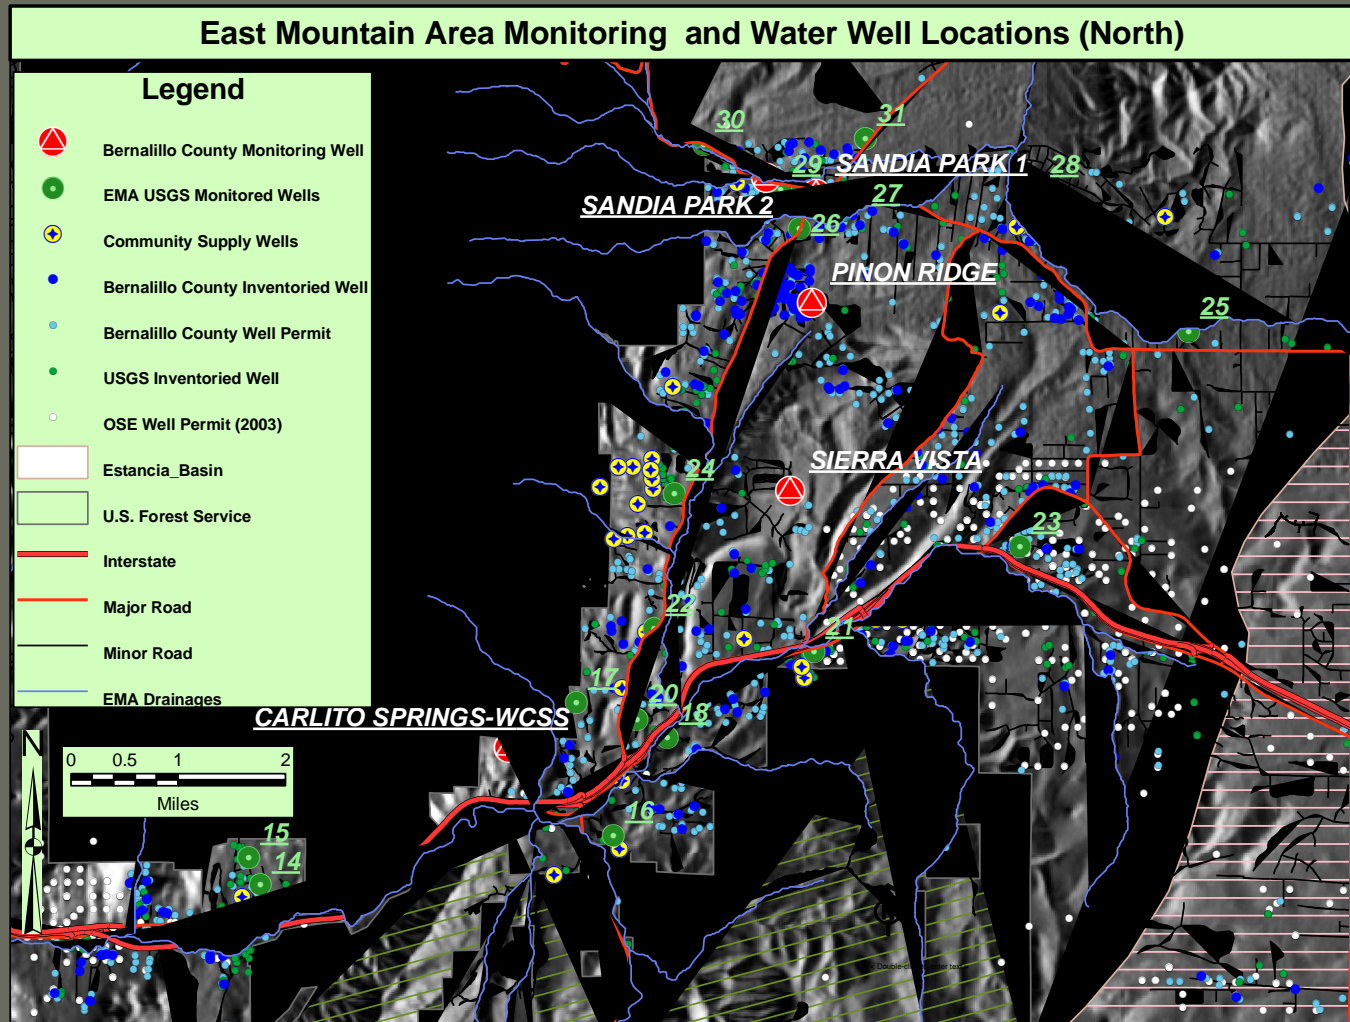 East Mountain Area Monitoring and Water Well Locations (North)
Legend
Bernalillo County Monitoring Well
EMA USGS Monitored Wells
Community Supply Wells
Bernalillo County Inventoried Well
Bernalillo County Well Permit
USGS Inventoried Well
OSE Well Permit (2003)
Estancia_Basin
U.S. Forest Service
Interstate
Major Road
Minor Road
EMA Drainages
30
31
29
SANDIA PARK 1
28
SANDIA PARK 2
27
26
PINON RIDGE
25
SIERRA VISTA
24
23
22
21
17
20
18
CARLITO SPRINGS-WCSS
N
0 0.5 1 2
Miles
16
15
14